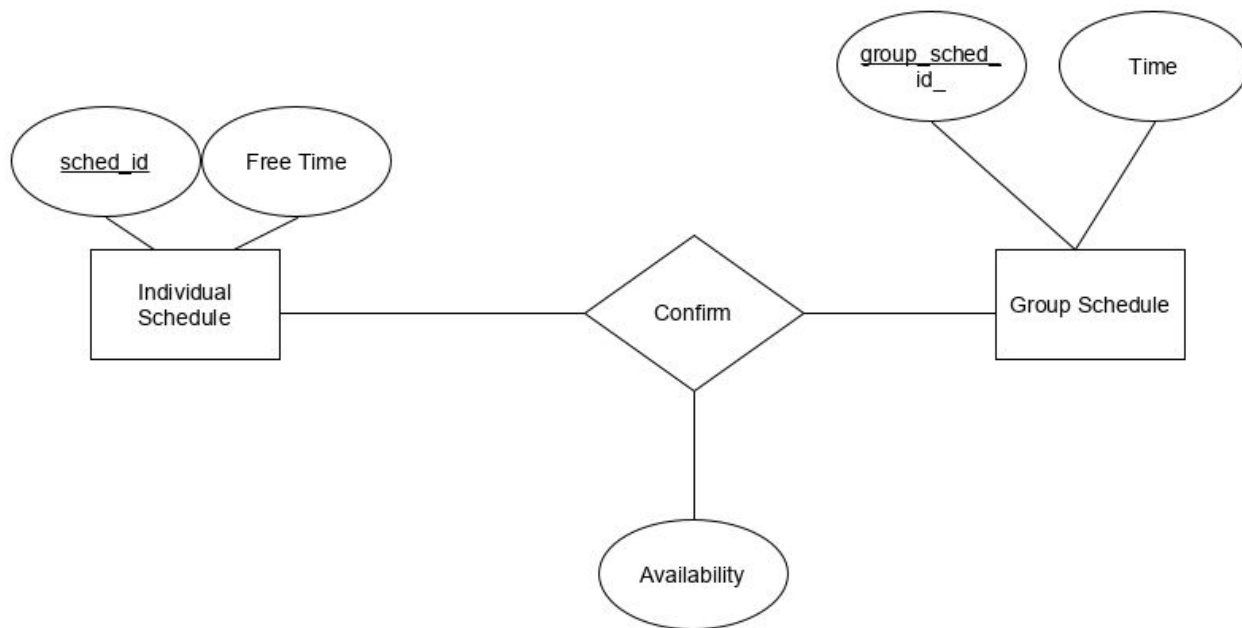 group_sched_
id_
Time
sched_id
Free Time
Individual
Schedule
Confirm
Group Schedule
Availability